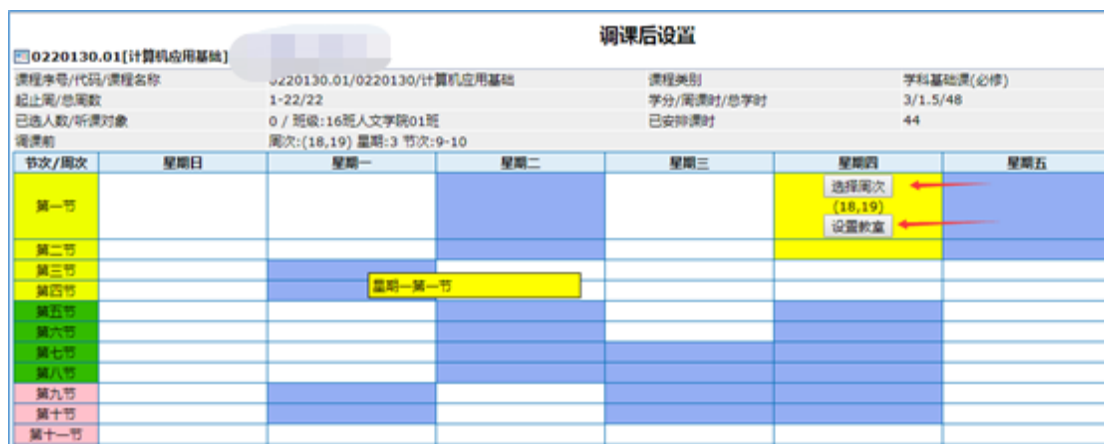 调课后设置
0220130.01[计算机应用基础]
课程序号/代码/课程名称 0220130.01/0220130/计算机应用基础 课程类别 学科基础课(必修)
起止周/总周数 1-22/22 学分/周课时/总学时 3/1.5/48
已选人数/听课对象 0 / 班级:16班人文学院01班 已安排课时 44
调课前 周次:(18,19) 星期:3 节次:9-10
节次/周次 星期日 星期一 星期二 星期三 星期四 星期五
选择周次
第一节 (18,19)
设置教室
第二节
第三节
第四节 星期一第一节
第五节
第六节
第七节
第八节
第九节
第十节
第十一节